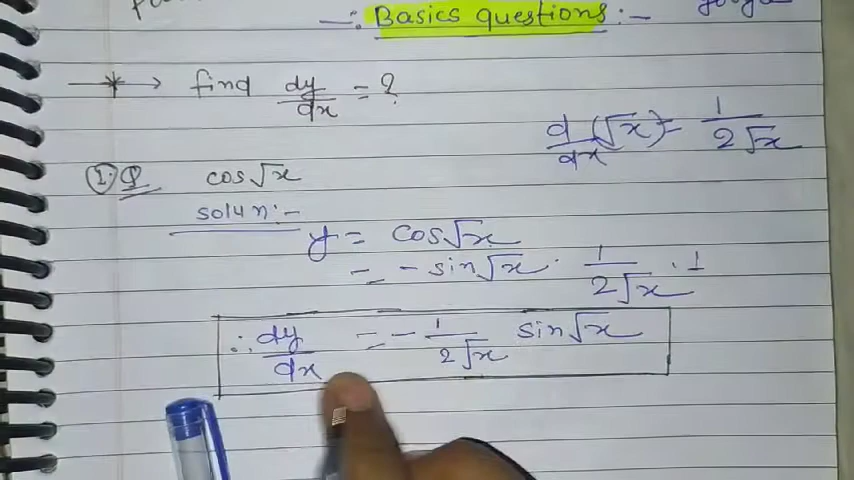 —: Basics questions :—
find dy/dx = ?
d/dx (√x) = 1/(2√x)
1. Q cos√x
solun:-
y = cos√x
= -sin√x · 1/(2√x) · 1
∴ dy/dx = - 1/(2√x) sin√x